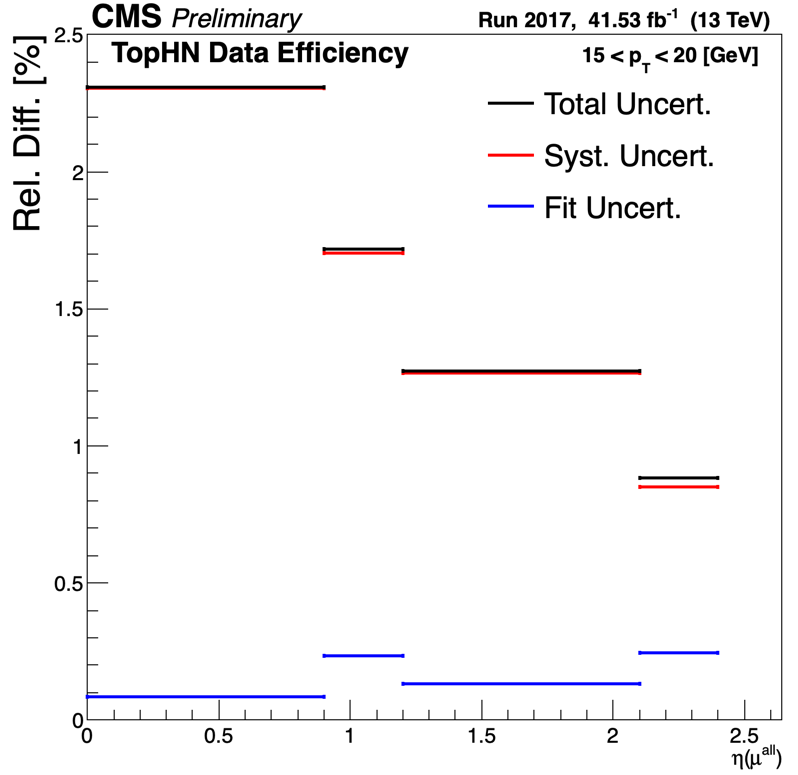 CMS Preliminary
Run 2017, 41.53 fb⁻¹ (13 TeV)
TopHN Data Efficiency
15 < p_T < 20 [GeV]
Total Uncert.
Syst. Uncert.
Fit Uncert.
Rel. Diff. [%]
2.5
2
1.5
1
0.5
0
0 0.5 1 1.5 2 2.5
η(μ^all)